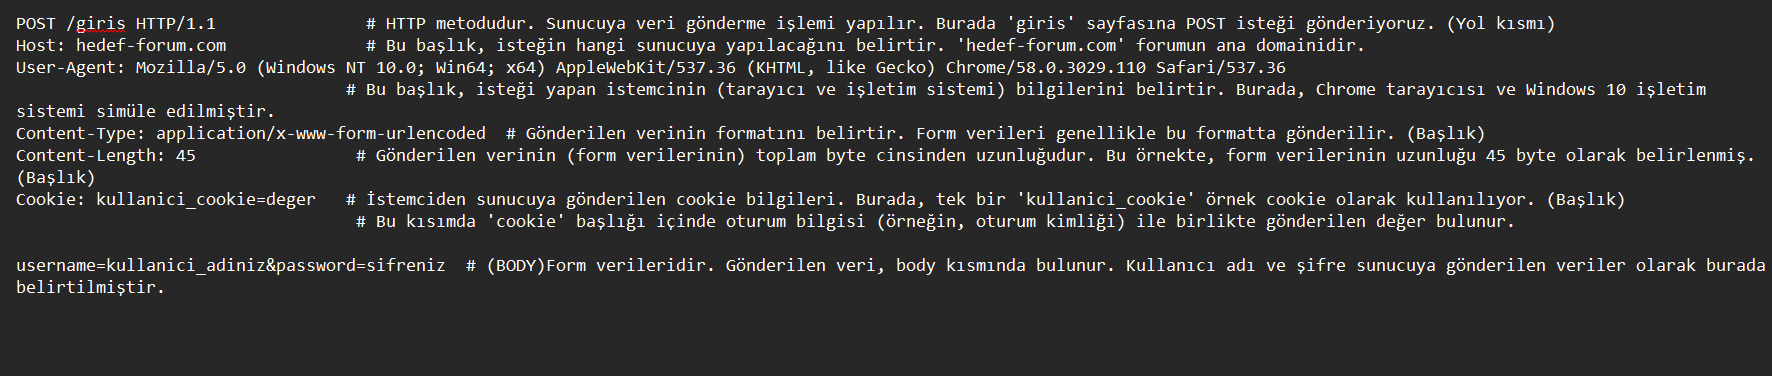 POST /giris HTTP/1.1               # HTTP metodudur. Sunucuya veri gönderme işlemi yapılır. Burada 'giris' sayfasına POST isteği gönderiyoruz. (Yol kısmı)
Host: hedef-forum.com              # Bu başlık, isteğin hangi sunucuya yapılacağını belirtir. 'hedef-forum.com' forumun ana domainidir.
User-Agent: Mozilla/5.0 (Windows NT 10.0; Win64; x64) AppleWebKit/537.36 (KHTML, like Gecko) Chrome/58.0.3029.110 Safari/537.36
                                 # Bu başlık, isteği yapan istemcinin (tarayıcı ve işletim sistemi) bilgilerini belirtir. Burada, Chrome tarayıcısı ve Windows 10 işletim
sistemi simüle edilmiştir.
Content-Type: application/x-www-form-urlencoded  # Gönderilen verinin formatını belirtir. Form verileri genellikle bu formatta gönderilir. (Başlık)
Content-Length: 45                # Gönderilen verinin (form verilerinin) toplam byte cinsinden uzunluğudur. Bu örnekte, form verilerinin uzunluğu 45 byte olarak belirlenmiş.
(Başlık)
Cookie: kullanici_cookie=deger   # İstemciden sunucuya gönderilen cookie bilgileri. Burada, tek bir 'kullanici_cookie' örnek cookie olarak kullanılıyor. (Başlık)
                                  # Bu kısımda 'cookie' başlığı içinde oturum bilgisi (örneğin, oturum kimliği) ile birlikte gönderilen değer bulunur.
username=kullanici_adiniz&password=sifreniz  # (BODY)Form verileridir. Gönderilen veri, body kısmında bulunur. Kullanıcı adı ve şifre sunucuya gönderilen veriler olarak burada
belirtilmiştir.